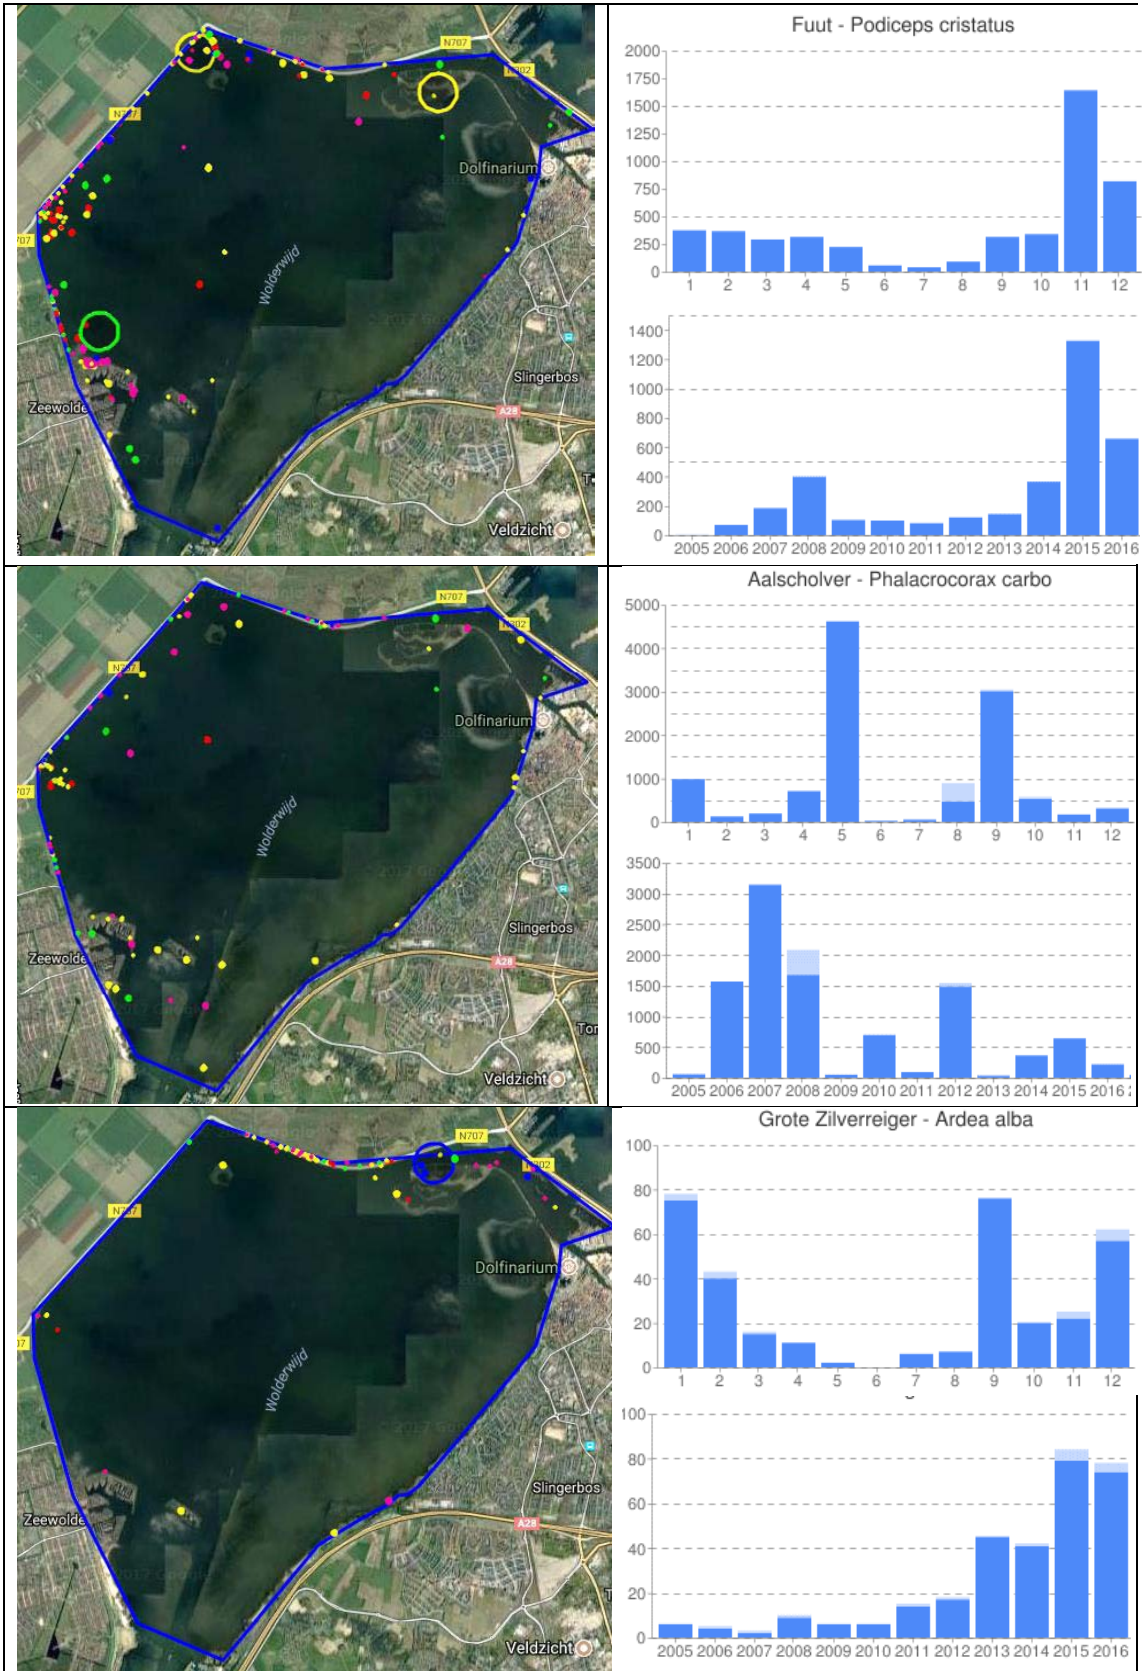 N707
N302
N707
707
Dolfinarium
Wolderwijd
Slingerbos
A28
Zeewolde
Veldzicht
Fuut - Podiceps cristatus
2000
1750
1500
1250
1000
750
500
250
0
1 2 3 4 5 6 7 8 9 10 11 12
1400
1200
1000
800
600
400
200
0
2005 2006 2007 2008 2009 2010 2011 2012 2013 2014 2015 2016
N707
N302
N707
707
Dolfinarium
Wolderwijd
Slingerbos
A28
Zeewolde
Tor
Veldzicht
Aalscholver - Phalacrocorax carbo
5000
4000
3000
2000
1000
0
1 2 3 4 5 6 7 8 9 10 11 12
3500
3000
2500
2000
1500
1000
500
0
2005 2006 2007 2008 2009 2010 2011 2012 2013 2014 2015 2016
N707
N302
N707
07
Dolfinarium
Wolderwijd
Slingerbos
A28
Zeewolde
Veldzicht
Grote Zilverreiger - Ardea alba
100
80
60
40
20
0
1 2 3 4 5 6 7 8 9 10 11 12
100
80
60
40
20
0
2005 2006 2007 2008 2009 2010 2011 2012 2013 2014 2015 2016